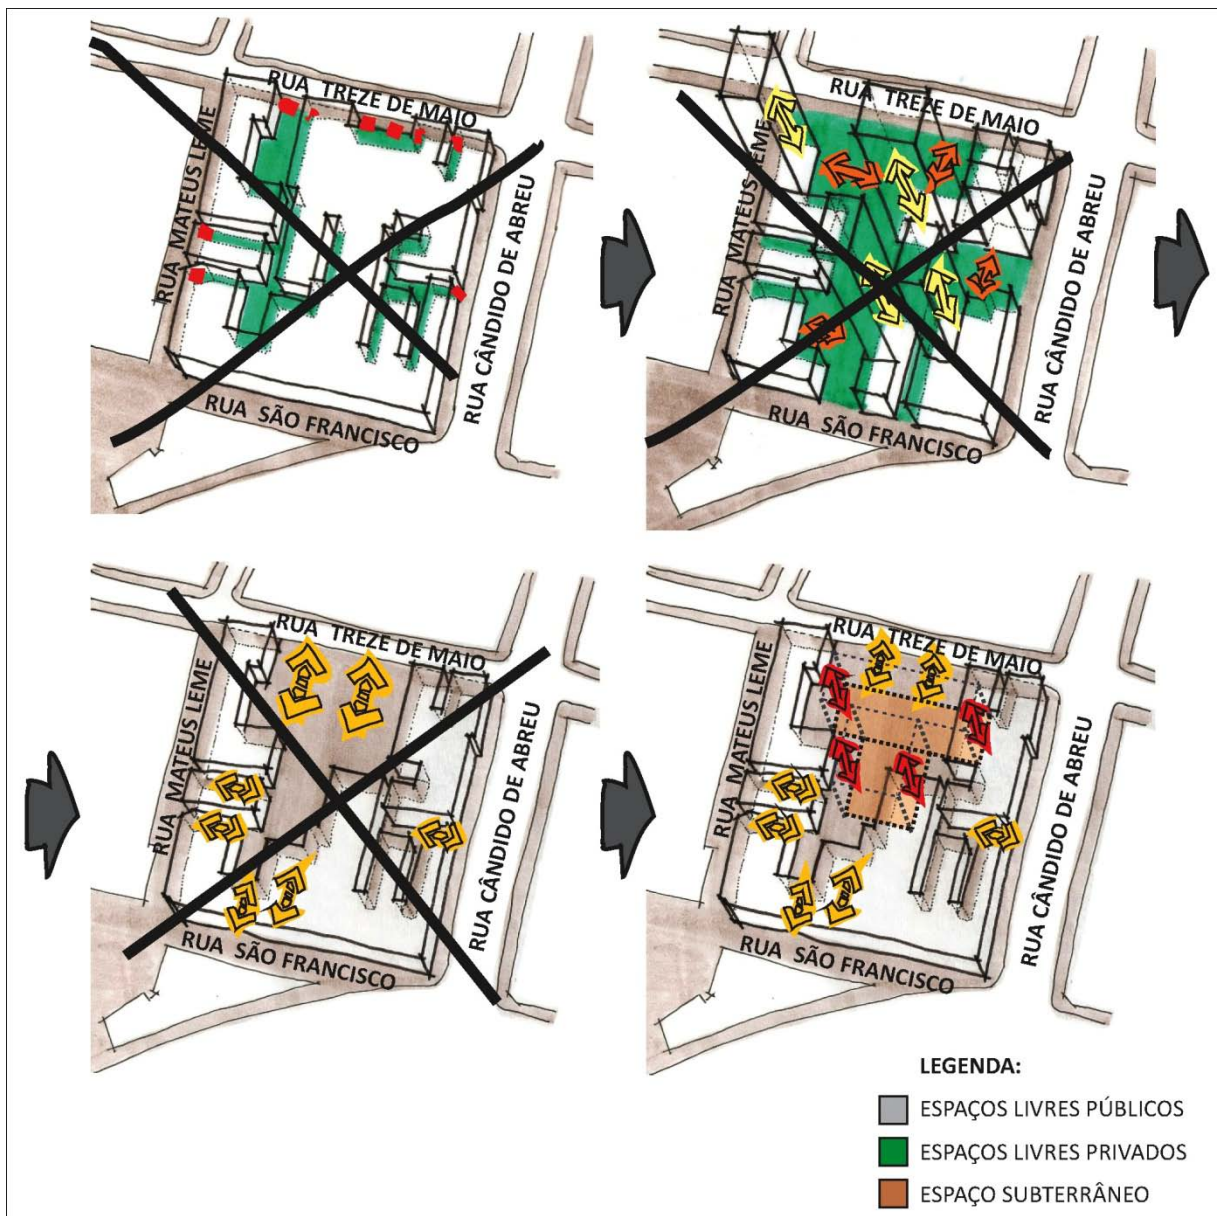 RUA TREZE DE MAIO
RUA MATEUS LEME
RUA CÂNDIDO DE ABREU
RUA SÃO FRANCISCO
RUA TREZE DE MAIO
RUA MATEUS LEME
RUA CÂNDIDO DE ABREU
RUA SÃO FRANCISCO
RUA TREZE DE MAIO
RUA MATEUS LEME
RUA CÂNDIDO DE ABREU
RUA SÃO FRANCISCO
RUA TREZE DE MAIO
RUA MATEUS LEME
RUA CÂNDIDO DE ABREU
RUA SÃO FRANCISCO
LEGENDA:
ESPAÇOS LIVRES PÚBLICOS
ESPAÇOS LIVRES PRIVADOS
ESPAÇO SUBTERRÂNEO